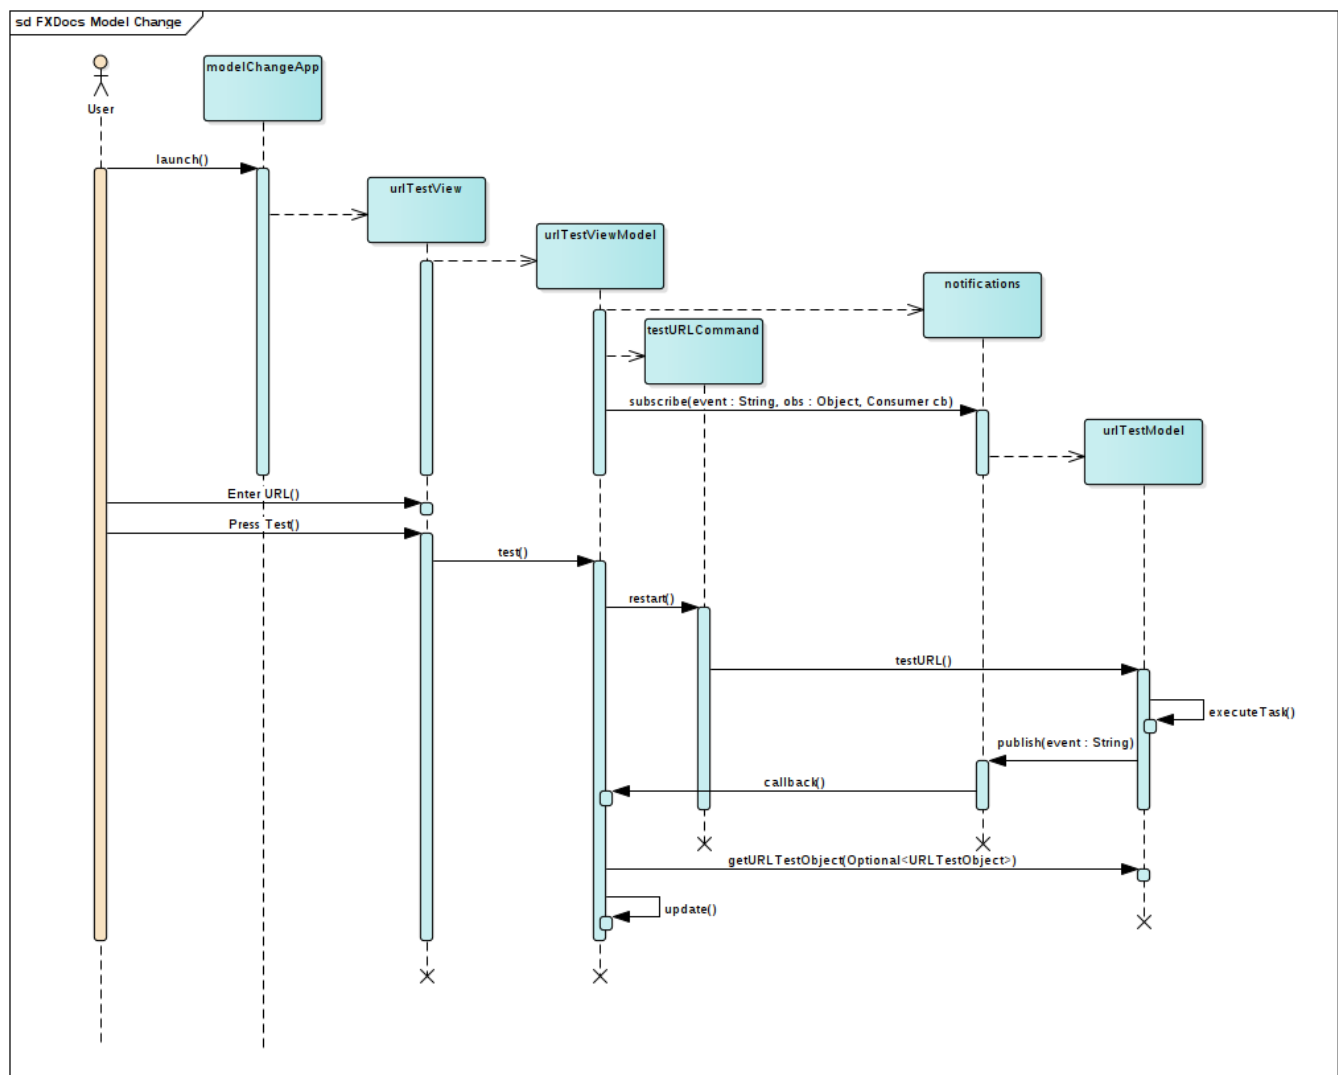 sd FXDocs Model Change
modelChangeApp
User
launch()
urlTestView
urlTestViewModel
notifications
testURLCommand
subscribe(event : String, obs : Object, Consumer cb)
urlTestModel
Enter URL()
Press Test()
test()
restart()
testURL()
executeTask()
publish(event : String)
callback()
getURLTestObject(Optional<URLTestObject>)
update()